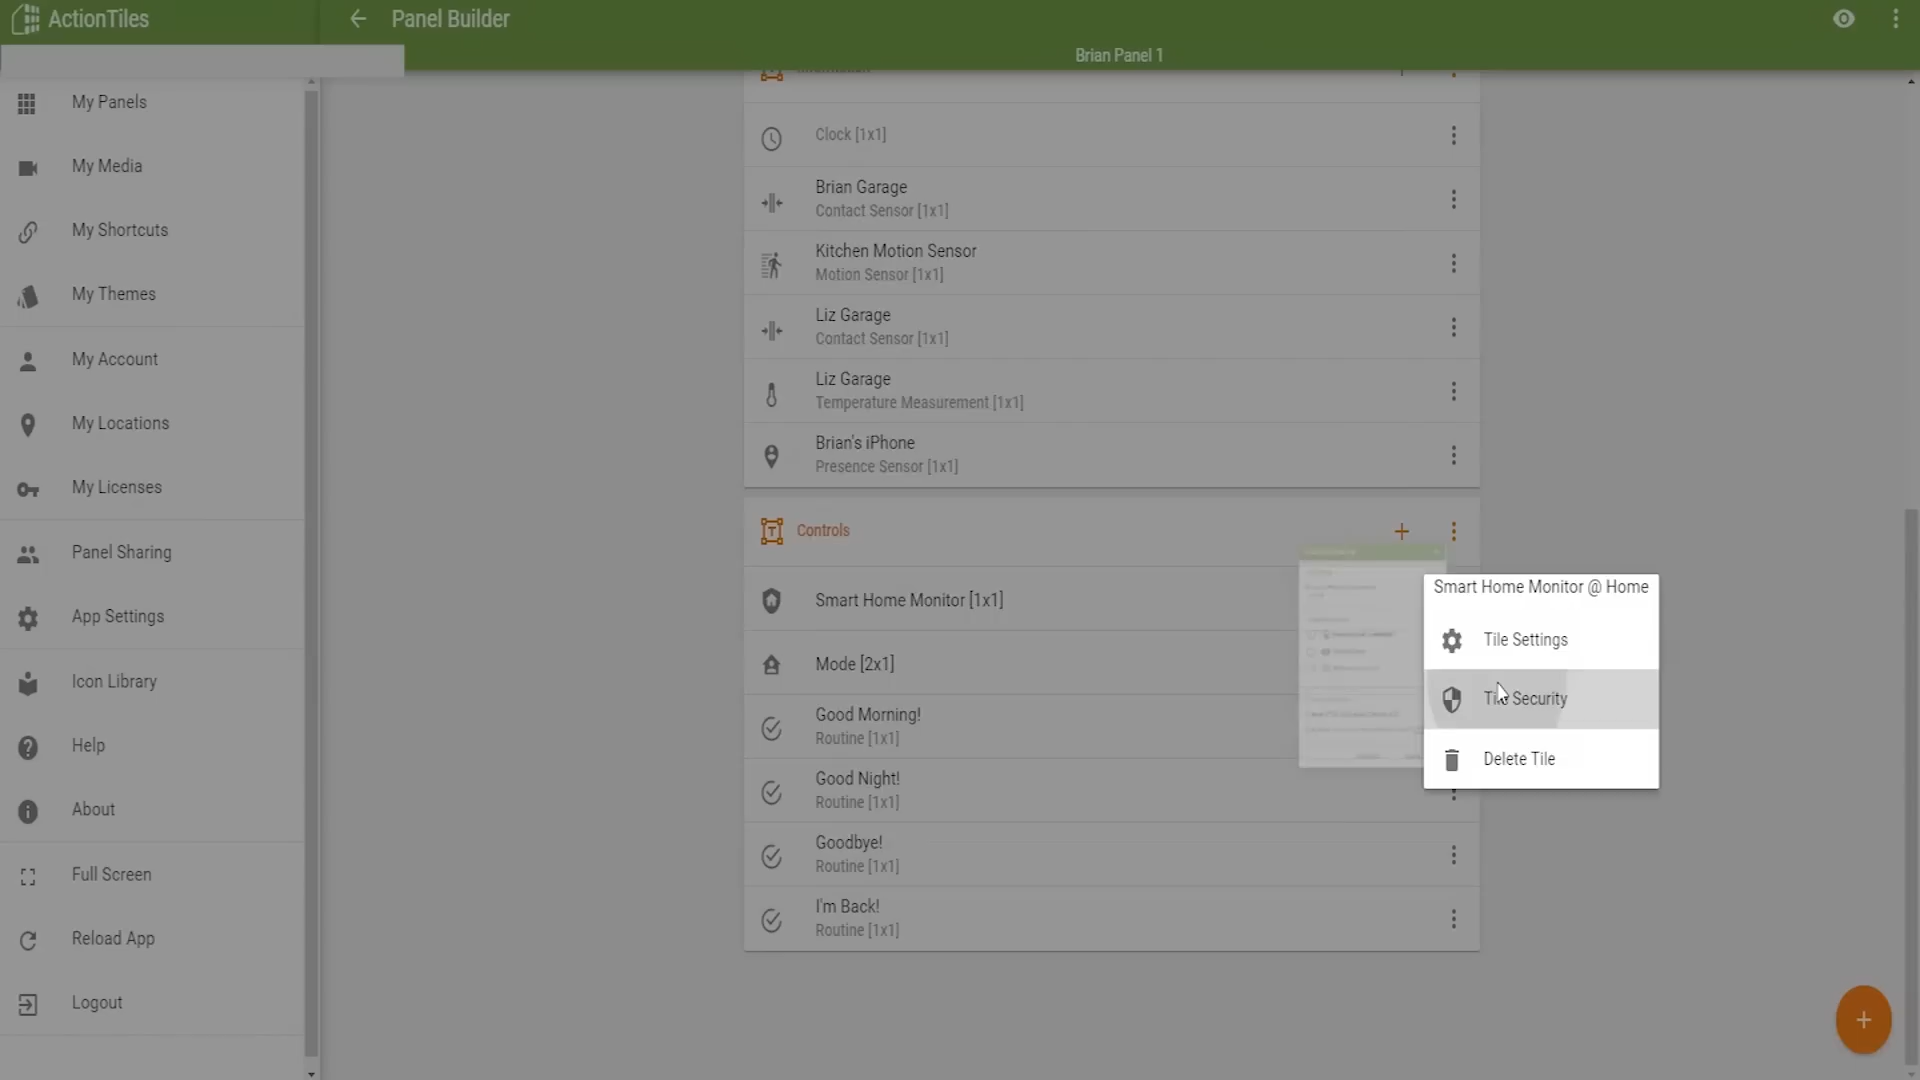 ActionTiles
Panel Builder
Brian Panel 1
My Panels
My Media
My Shortcuts
My Themes
My Account
My Locations
My Licenses
Panel Sharing
App Settings
Icon Library
Help
About
Full Screen
Reload App
Logout
Clock [1x1]
Brian Garage
Contact Sensor [1x1]
Kitchen Motion Sensor
Motion Sensor [1x1]
Liz Garage
Contact Sensor [1x1]
Liz Garage
Temperature Measurement [1x1]
Brian's iPhone
Presence Sensor [1x1]
Controls
Smart Home Monitor [1x1]
Mode [2x1]
Good Morning!
Routine [1x1]
Good Night!
Routine [1x1]
Goodbye!
Routine [1x1]
I'm Back!
Routine [1x1]
Smart Home Monitor @ Home
Tile Settings
Tile Security
Delete Tile